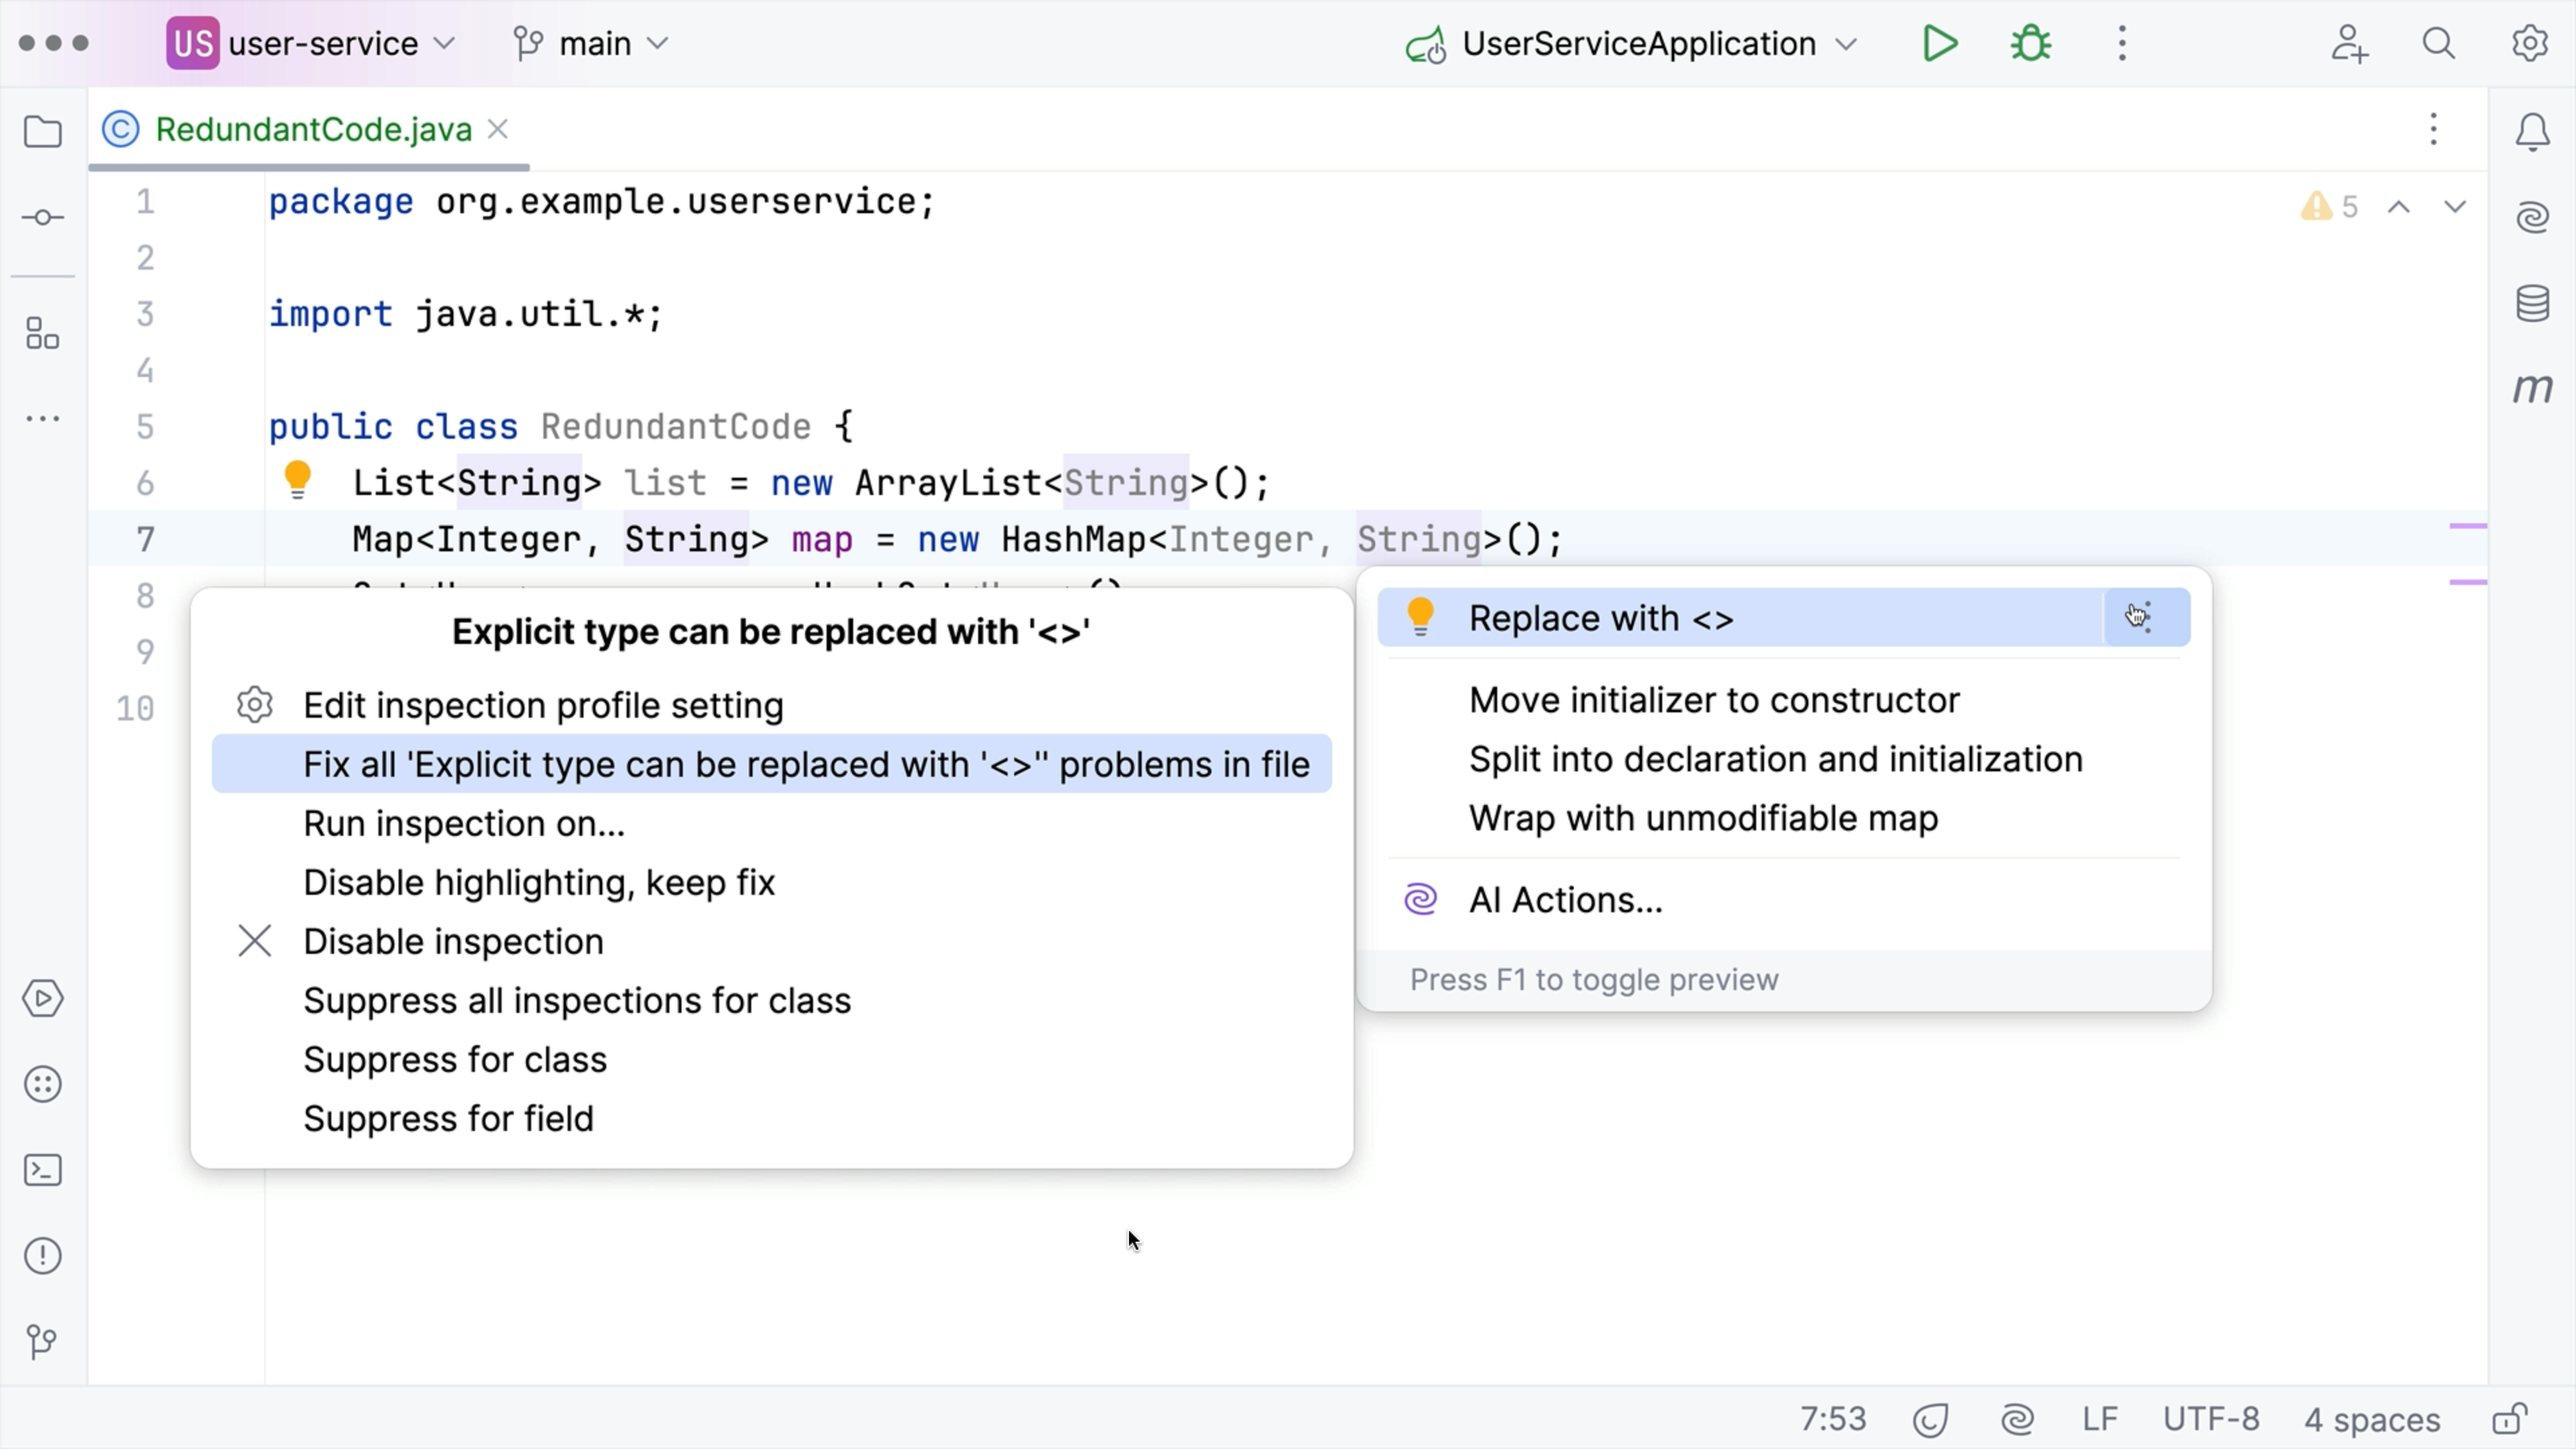 US user-service main UserServiceApplication
RedundantCode.java
1 package org.example.userservice; 5
2
3 import java.util.*;
4
5 public class RedundantCode {
6 List<String> list = new ArrayList<String>();
7 Map<Integer, String> map = new HashMap<Integer, String>();
8
9
10
Explicit type can be replaced with '<>'
Edit inspection profile setting
Fix all 'Explicit type can be replaced with '<>'' problems in file
Run inspection on...
Disable highlighting, keep fix
Disable inspection
Suppress all inspections for class
Suppress for class
Suppress for field
Replace with <>
Move initializer to constructor
Split into declaration and initialization
Wrap with unmodifiable map
AI Actions...
Press F1 to toggle preview
m
7:53 LF UTF-8 4 spaces